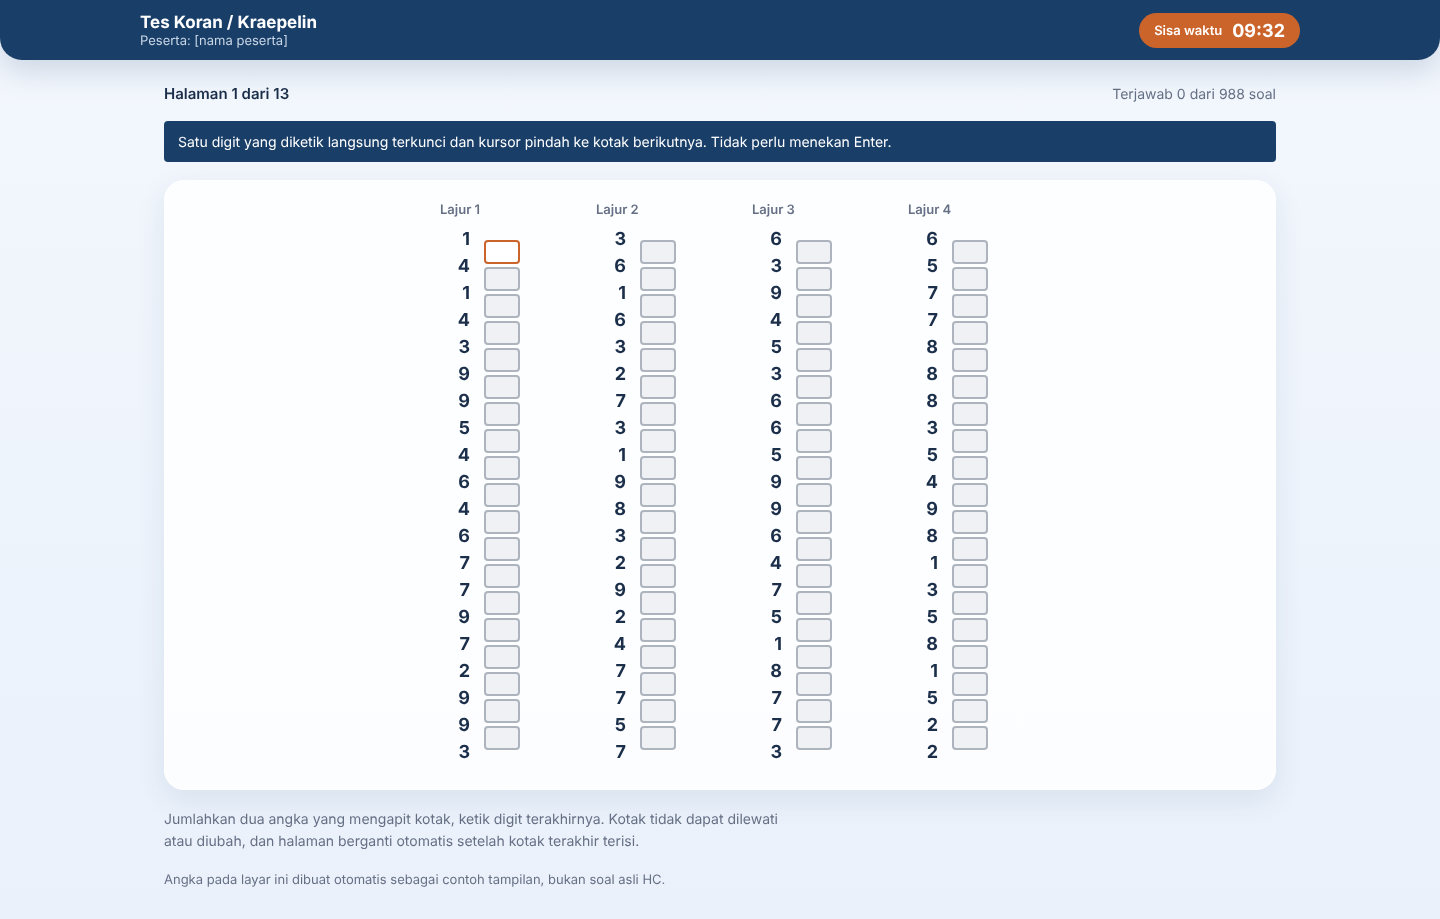 Tes Koran / Kraepelin
Peserta: [nama peserta]
Sisa waktu 09:32
Halaman 1 dari 13
Terjawab 0 dari 988 soal
Satu digit yang diketik langsung terkunci dan kursor pindah ke kotak berikutnya. Tidak perlu menekan Enter.
Lajur 1 Lajur 2 Lajur 3 Lajur 4
1 3 6 6
4 6 3 5
1 1 9 7
4 6 4 7
3 3 5 8
9 2 3 8
9 7 6 8
5 3 6 3
4 1 5 5
6 9 9 4
4 8 9 9
6 3 6 8
7 2 4 1
7 9 7 3
9 2 5 5
7 4 1 8
2 7 8 1
9 7 7 5
9 5 7 2
3 7 3 2
Jumlahkan dua angka yang mengapit kotak, ketik digit terakhirnya. Kotak tidak dapat dilewati
atau diubah, dan halaman berganti otomatis setelah kotak terakhir terisi.
Angka pada layar ini dibuat otomatis sebagai contoh tampilan, bukan soal asli HC.